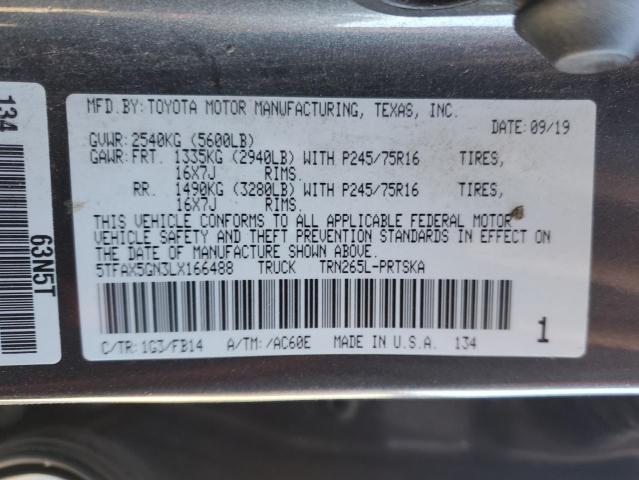 MFD.BY:TOYOTA MOTOR MANUFACTURING, TEXAS, INC.
DATE:09/19
GVWR:2540KG (5600LB)
GAWR:FRT. 1335KG (2940LB) WITH P245/75R16 TIRES,
16X7J RIMS.
RR. 1490KG (3280LB) WITH P245/75R16 TIRES,
16X7J RIMS.
THIS VEHICLE CONFORMS TO ALL APPLICABLE FEDERAL MOTOR
VEHICLE SAFETY AND THEFT PREVENTION STANDARDS IN EFFECT
ON THE DATE OF MANUFACTURE SHOWN ABOVE.
5TFAX5GN3LX166488 TRUCK TRN265L-PRTSKA
C/TR:1G3/FB14 A/TM:/AC60E MADE IN U.S.A. 134
1
134
63N5T